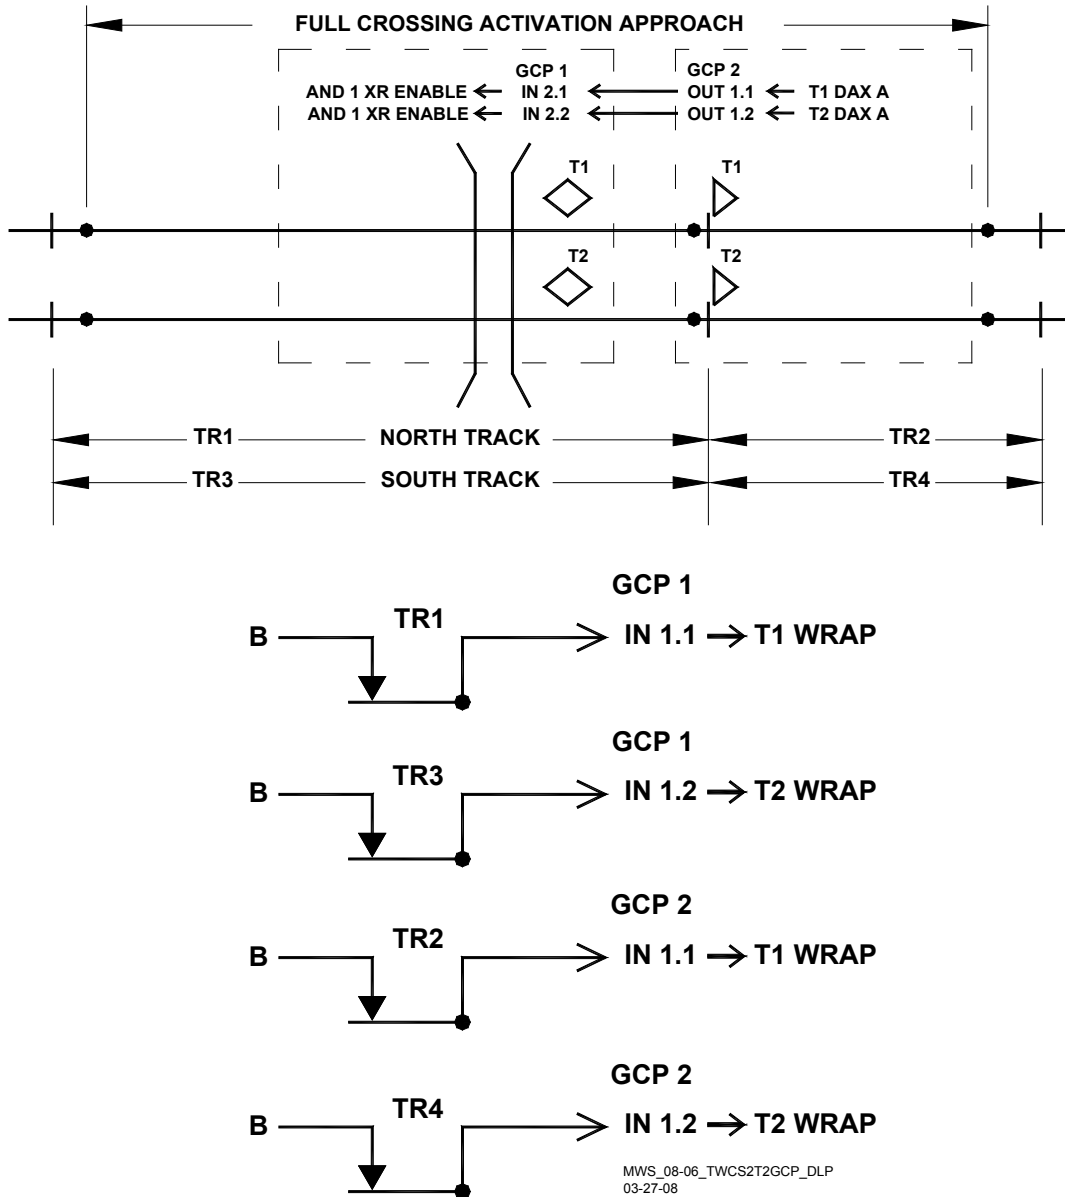 FULL CROSSING ACTIVATION APPROACH
GCP 1 GCP 2
AND 1 XR ENABLE IN 2.1 OUT 1.1 T1 DAX A
AND 1 XR ENABLE IN 2.2 OUT 1.2 T2 DAX A
T1 T1
T2 T2
TR1 NORTH TRACK TR2
TR3 SOUTH TRACK TR4
GCP 1
B TR1 IN 1.1 T1 WRAP
GCP 1
B TR3 IN 1.2 T2 WRAP
GCP 2
B TR2 IN 1.1 T1 WRAP
GCP 2
B TR4 IN 1.2 T2 WRAP
MWS_08-06_TWCS2T2GCP_DLP
03-27-08